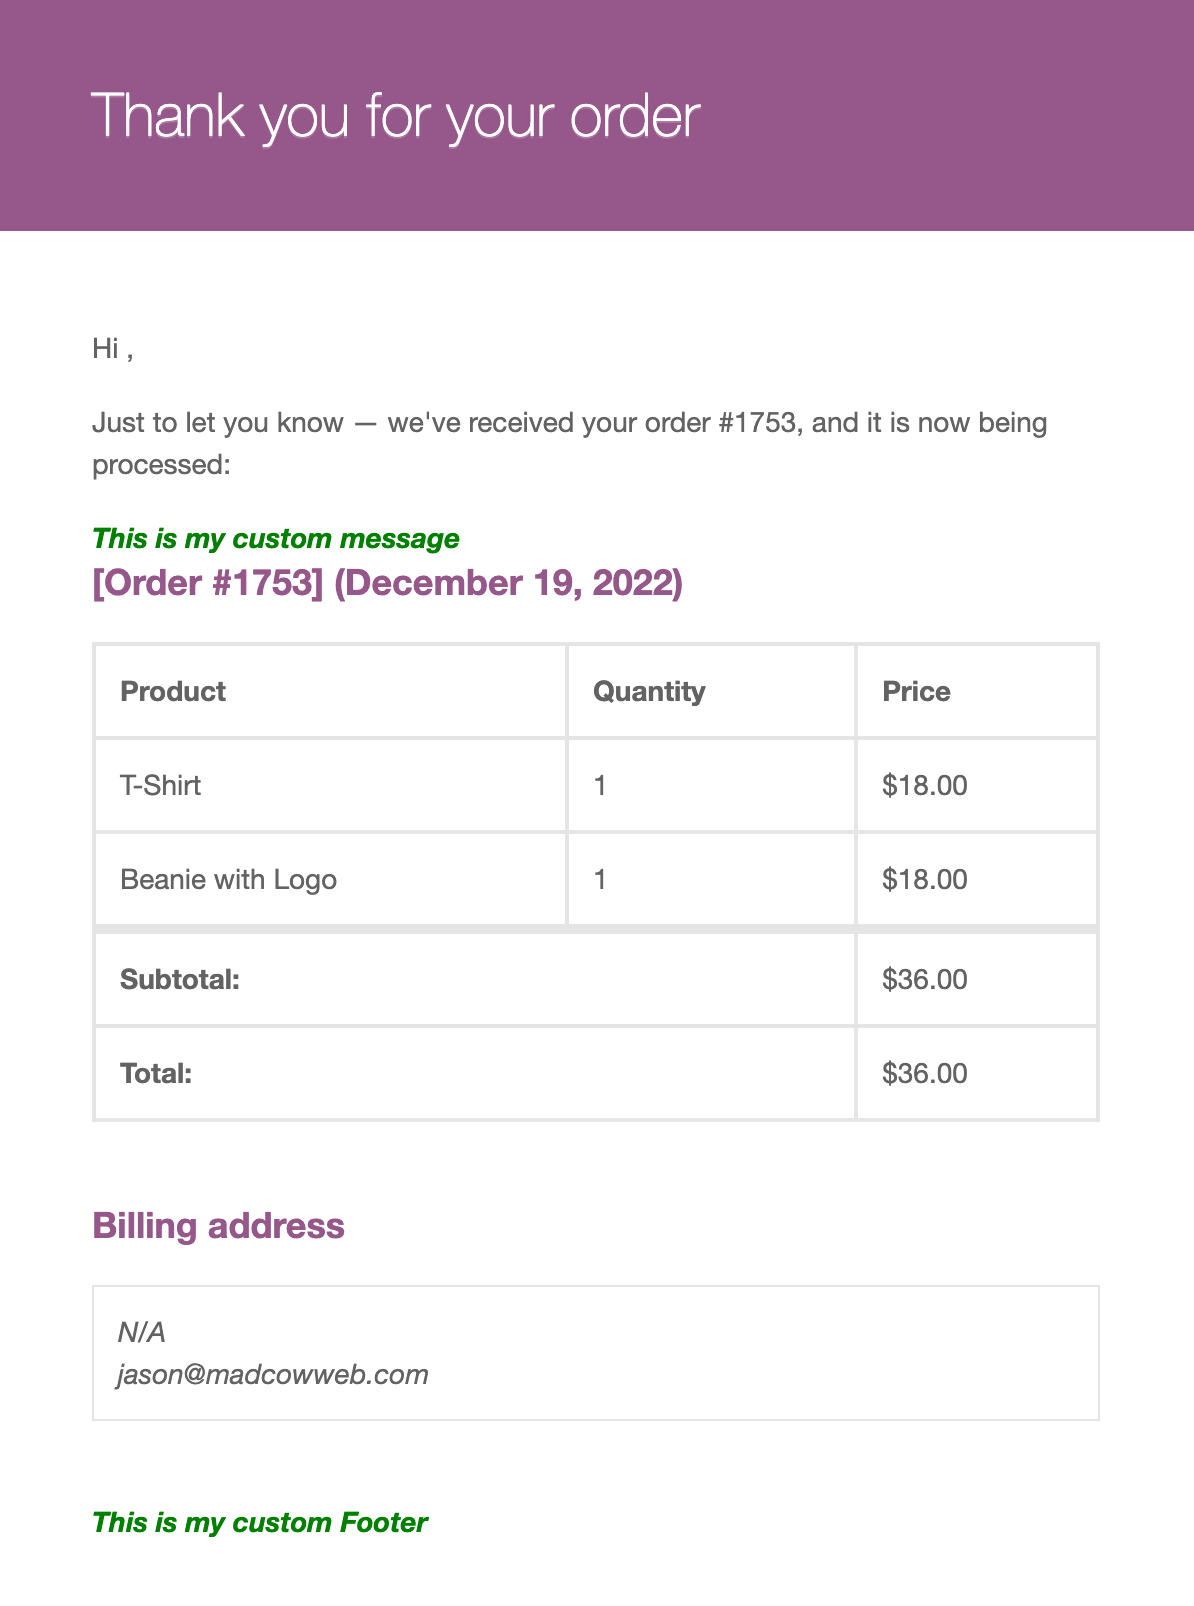 Thank you for your order
Hi ,
Just to let you know — we've received your order #1753, and it is now being
processed:
This is my custom message
[Order #1753] (December 19, 2022)
Product Quantity Price
T-Shirt 1 $18.00
Beanie with Logo 1 $18.00
Subtotal: $36.00
Total: $36.00
Billing address
N/A
jason@madcowweb.com
This is my custom Footer